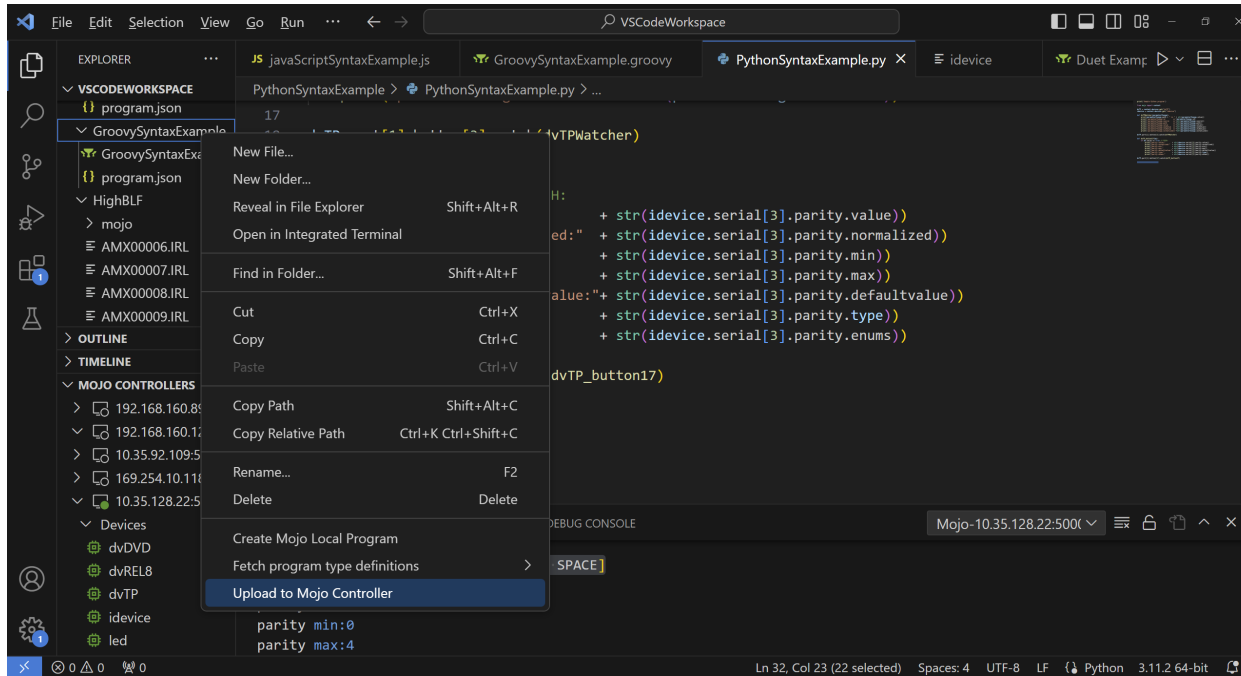 File Edit Selection View Go Run ··· VSCodeWorkspace
EXPLORER ···
JS javaScriptSyntaxExample.js GroovySyntaxExample.groovy PythonSyntaxExample.py idevice Duet Examp ···
VSCODEWORKSPACE
PythonSyntaxExample > PythonSyntaxExample.py > ...
{} program.json
GroovySyntaxExample
GroovySyntaxExa
{} program.json
HighBLF
mojo
AMX00006.IRL
AMX00007.IRL
AMX00008.IRL
AMX00009.IRL
OUTLINE
TIMELINE
MOJO CONTROLLERS
192.168.160.89
192.168.160.12
10.35.92.109:5
169.254.10.118
10.35.128.22:5
Devices
dvDVD
dvREL8
dvTP
idevice
led
17
dvTPWatcher)
H:
+ str(idevice.serial[3].parity.value))
ed:" + str(idevice.serial[3].parity.normalized))
+ str(idevice.serial[3].parity.min))
+ str(idevice.serial[3].parity.max))
alue:"+ str(idevice.serial[3].parity.defaultvalue))
+ str(idevice.serial[3].parity.type))
+ str(idevice.serial[3].parity.enums))
dvTP_button17)
New File...
New Folder...
Reveal in File Explorer Shift+Alt+R
Open in Integrated Terminal
Find in Folder... Shift+Alt+F
Cut Ctrl+X
Copy Ctrl+C
Paste Ctrl+V
Copy Path Shift+Alt+C
Copy Relative Path Ctrl+K Ctrl+Shift+C
Rename... F2
Delete Delete
Create Mojo Local Program
Fetch program type definitions
Upload to Mojo Controller
DEBUG CONSOLE Mojo-10.35.128.22:5000
SPACE]
parity min:0
parity max:4
1
1
0 0 0 Ln 32, Col 23 (22 selected) Spaces: 4 UTF-8 LF Python 3.11.2 64-bit